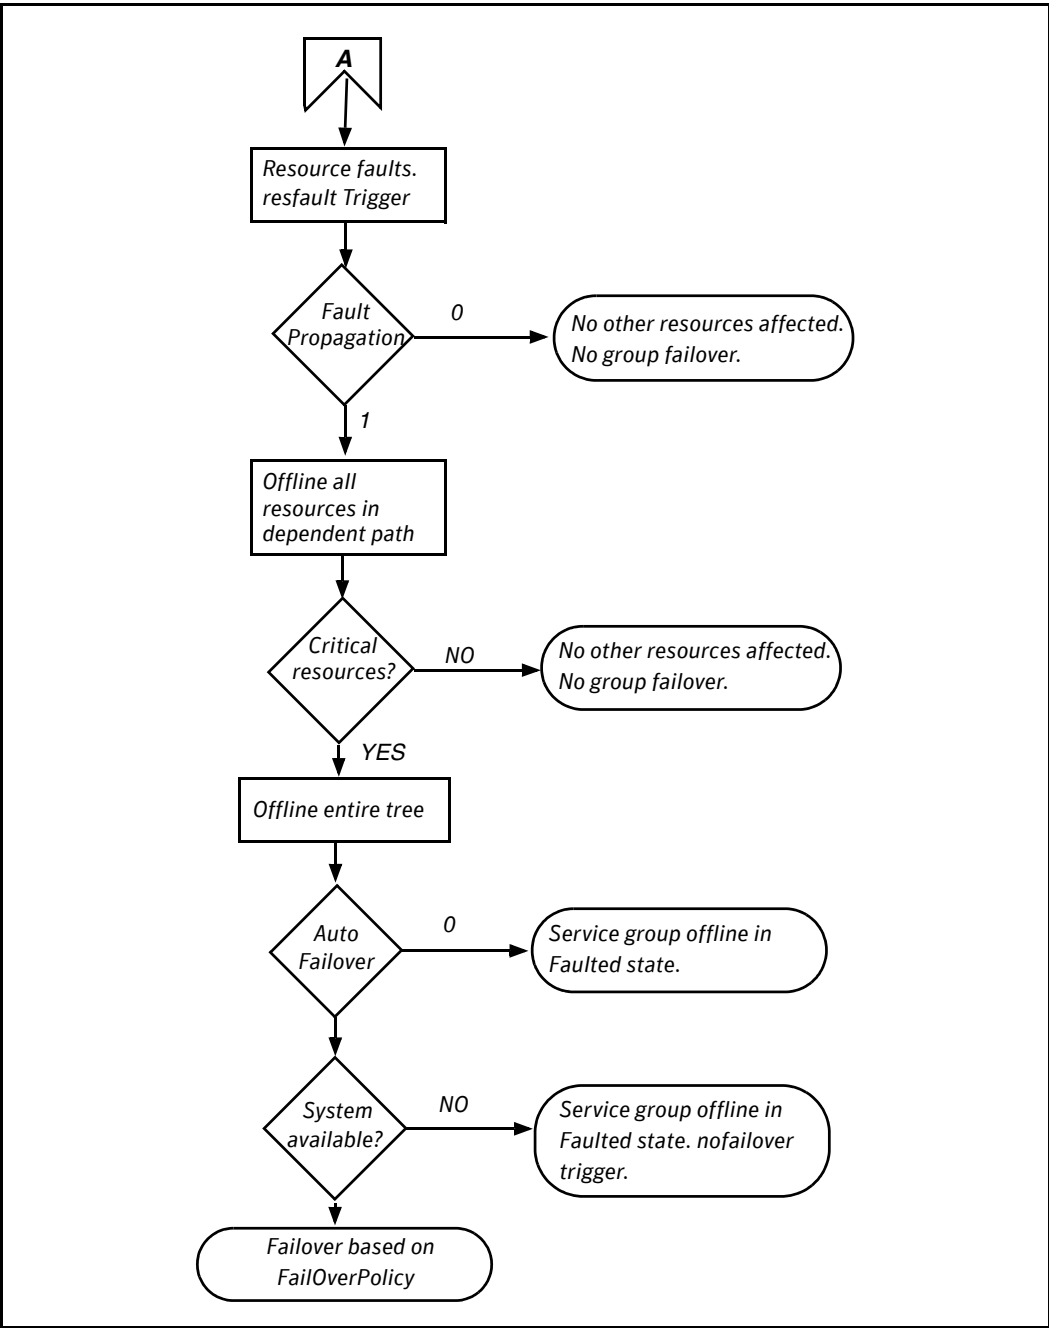 A
Resource faults.
resfault Trigger
Fault
Propagation
0
No other resources affected.
No group failover.
1
Offline all
resources in
dependent path
Critical
resources?
NO
No other resources affected.
No group failover.
YES
Offline entire tree
Auto
Failover
0
Service group offline in
Faulted state.
System
available?
NO
Service group offline in
Faulted state. nofailover
trigger.
Failover based on
FailOverPolicy